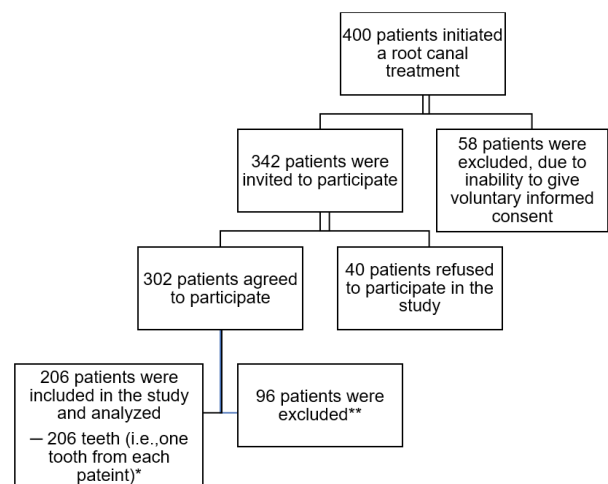 400 patients initiated
a root canal
treatment
342 patients were
invited to participate
58 patients were
excluded, due to
inability to give
voluntary informed
consent
302 patients agreed
to participate
40 patients refused
to participate in the
study
206 patients were
included in the study
and analyzed
— 206 teeth (i.e.,one
tooth from each
pateint)*
96 patients were
excluded**